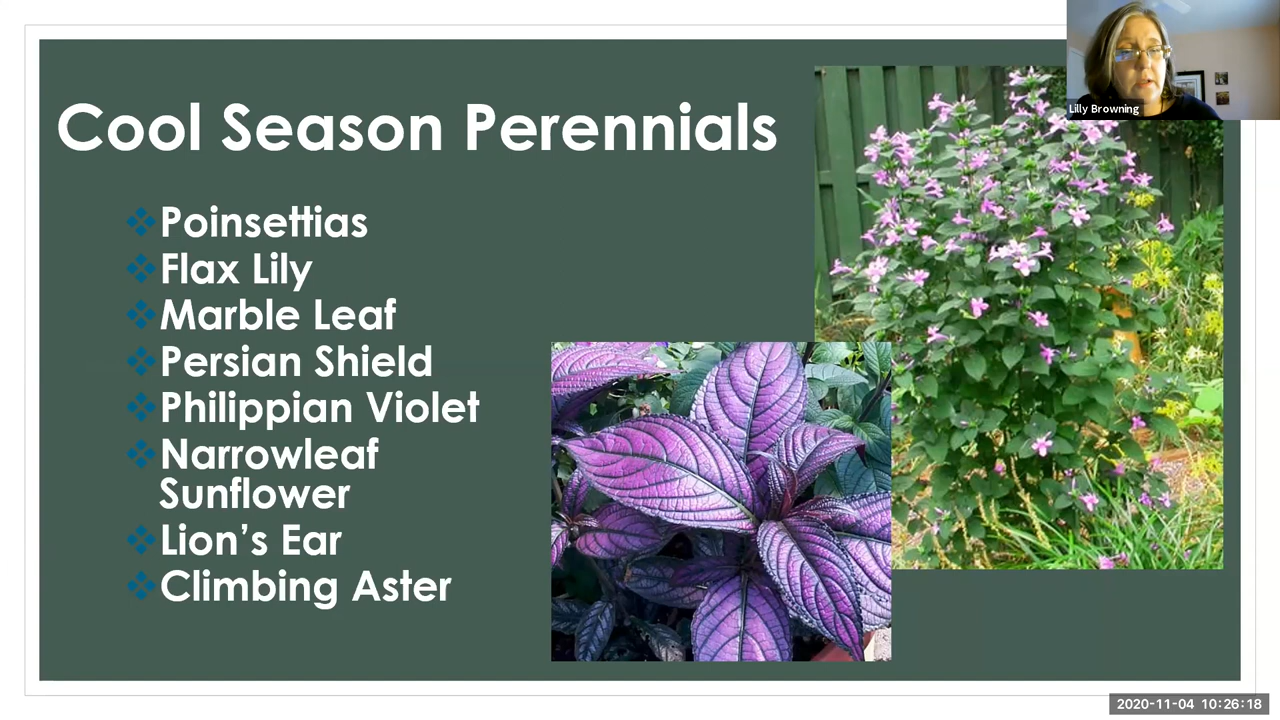 Cool Season Perennials
Poinsettias
Flax Lily
Marble Leaf
Persian Shield
Philippian Violet
Narrowleaf
Sunflower
Lion's Ear
Climbing Aster
Lilly Browning
2020-11-04 10:26:18